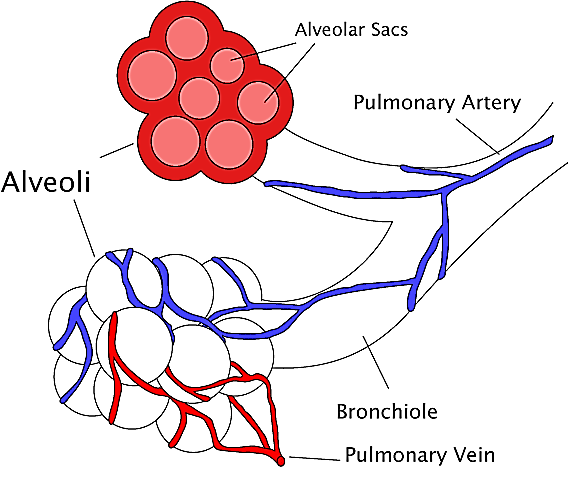 Alveolar Sacs
Pulmonary Artery
Alveoli
Bronchiole
Pulmonary Vein